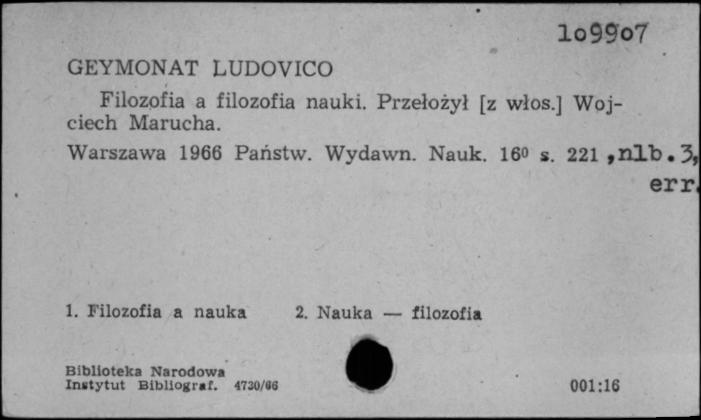 109907
GEYMONAT LUDOVICO
Filozofia a filozofia nauki. Przełożył [z włos.] Woj-
ciech Marucha.
Warszawa 1966 Państw. Wydawn. Nauk. 16⁰ s. 221 ,nlb.3,
err.
1. Filozofia a nauka 2. Nauka — filozofia
Biblioteka Narodowa
Instytut Bibliograf. 4730/66 001:16